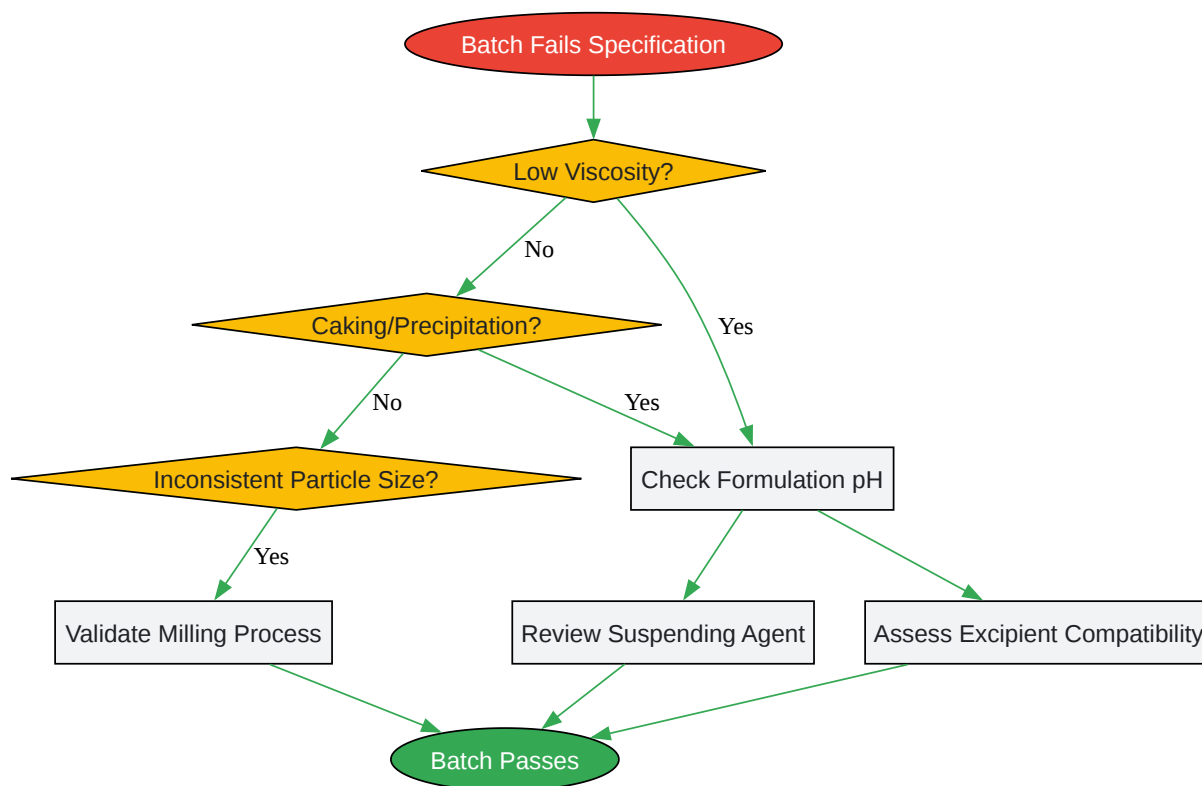 Batch Fails Specification
Low Viscosity?
No
Yes
Caking/Precipitation?
No
Yes
Inconsistent Particle Size?
Check Formulation pH
Yes
Validate Milling Process
Review Suspending Agent
Assess Excipient Compatibility
Batch Passes